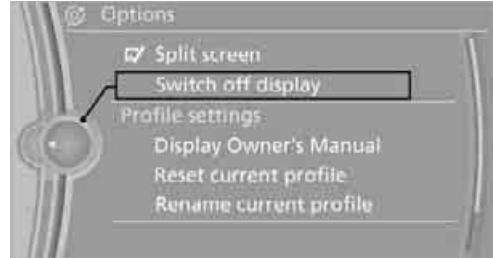 Options
Split screen
Switch off display
Profile settings
Display Owner's Manual
Reset current profile
Rename current profile